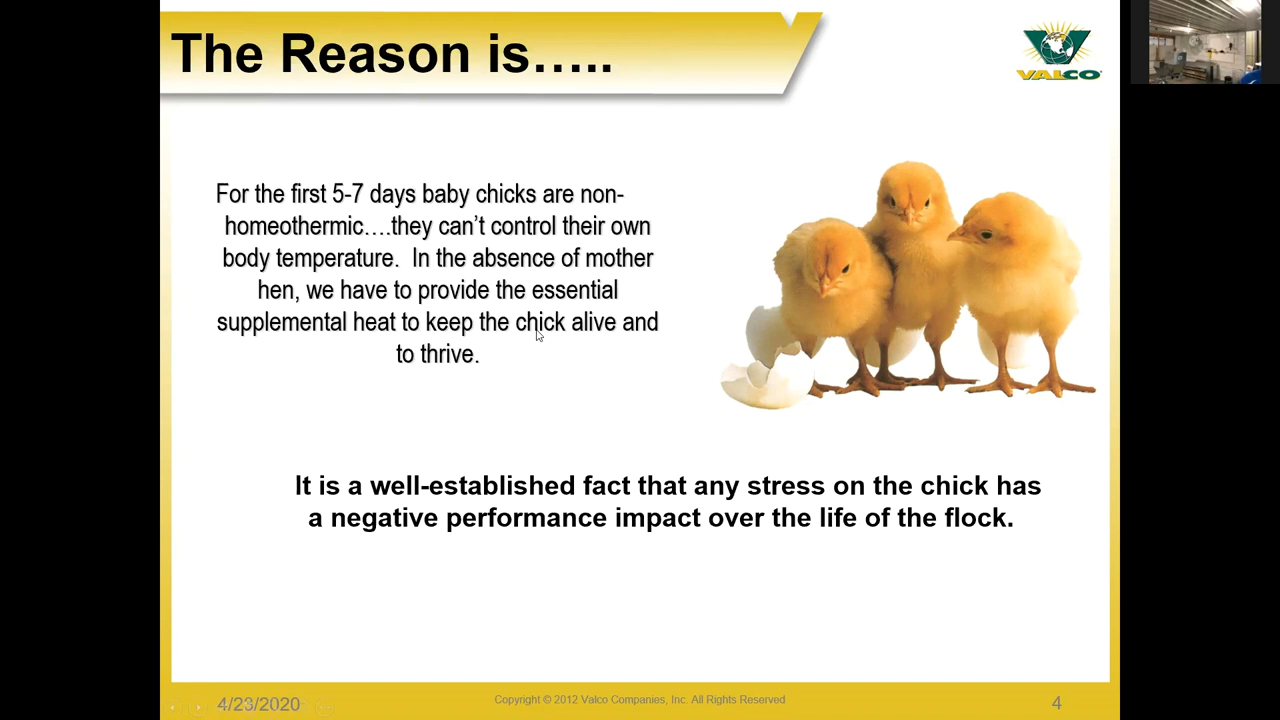 The Reason is…..
VALCO
For the first 5-7 days baby chicks are non-
homeothermic….they can’t control their own
body temperature.  In the absence of mother
hen, we have to provide the essential
supplemental heat to keep the chick alive and
to thrive.
It is a well-established fact that any stress on the chick has
a negative performance impact over the life of the flock.
4/23/2020
Copyright © 2012 Valco Companies, Inc. All Rights Reserved
4